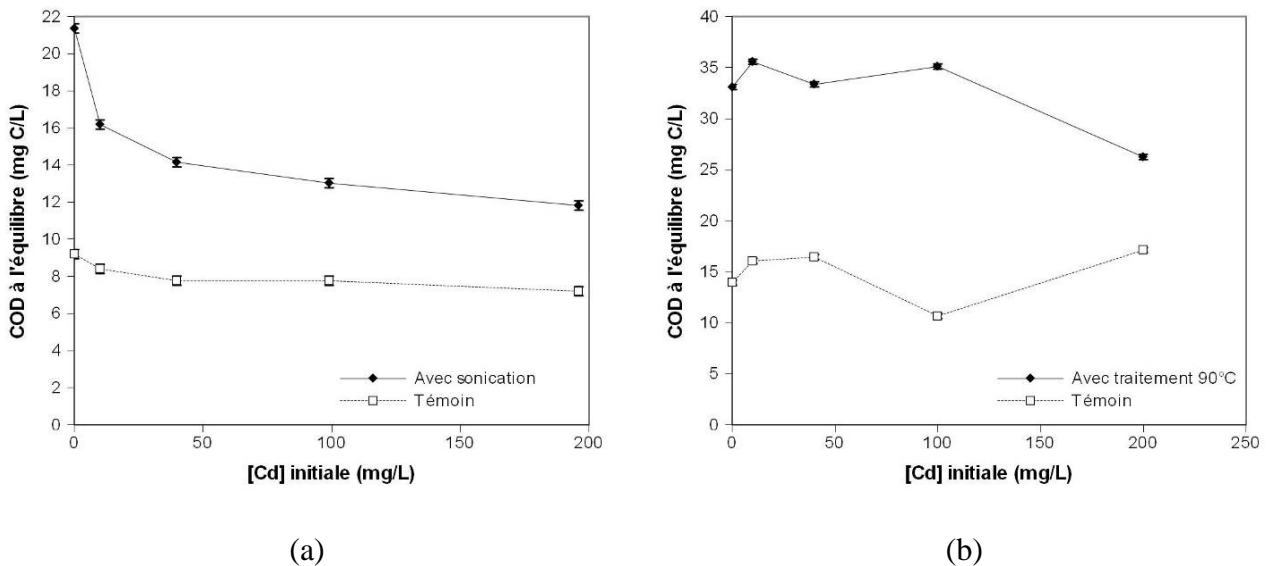 22
20
18
16
14
12
10
8
6
4
2
0
COD à l'équilibre (mg C/L)
Avec sonication
Témoin
0 50 100 150 200
[Cd] initiale (mg/L)
(a)
40
35
30
25
20
15
10
5
0
COD à l'équilibre (mg C/L)
Avec traitement 90°C
Témoin
0 50 100 150 200 250
[Cd] initiale (mg/L)
(b)